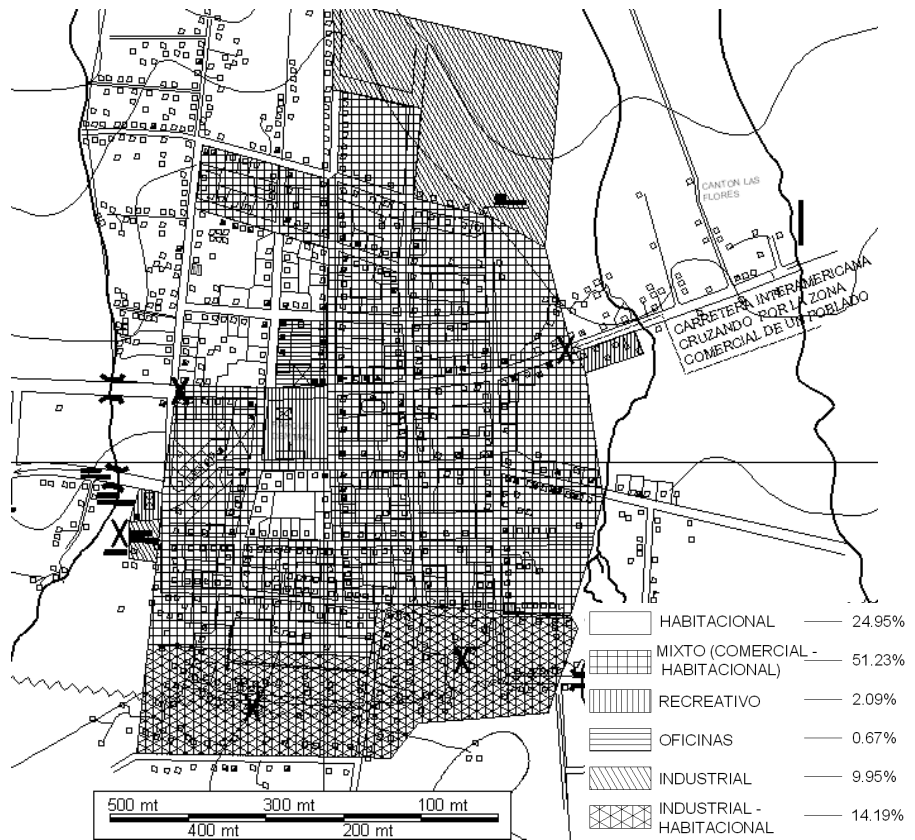 CANTON LAS
FLORES
CARRETERA INTERAMERICANA
CRUZANDO POR LA ZONA
COMERCIAL DE UN POBLADO
HABITACIONAL 24.95%
MIXTO (COMERCIAL -
HABITACIONAL) 51.23%
RECREATIVO 2.09%
OFICINAS 0.67%
INDUSTRIAL 9.95%
INDUSTRIAL -
HABITACIONAL 14.19%
500 mt 300 mt 100 mt
400 mt 200 mt